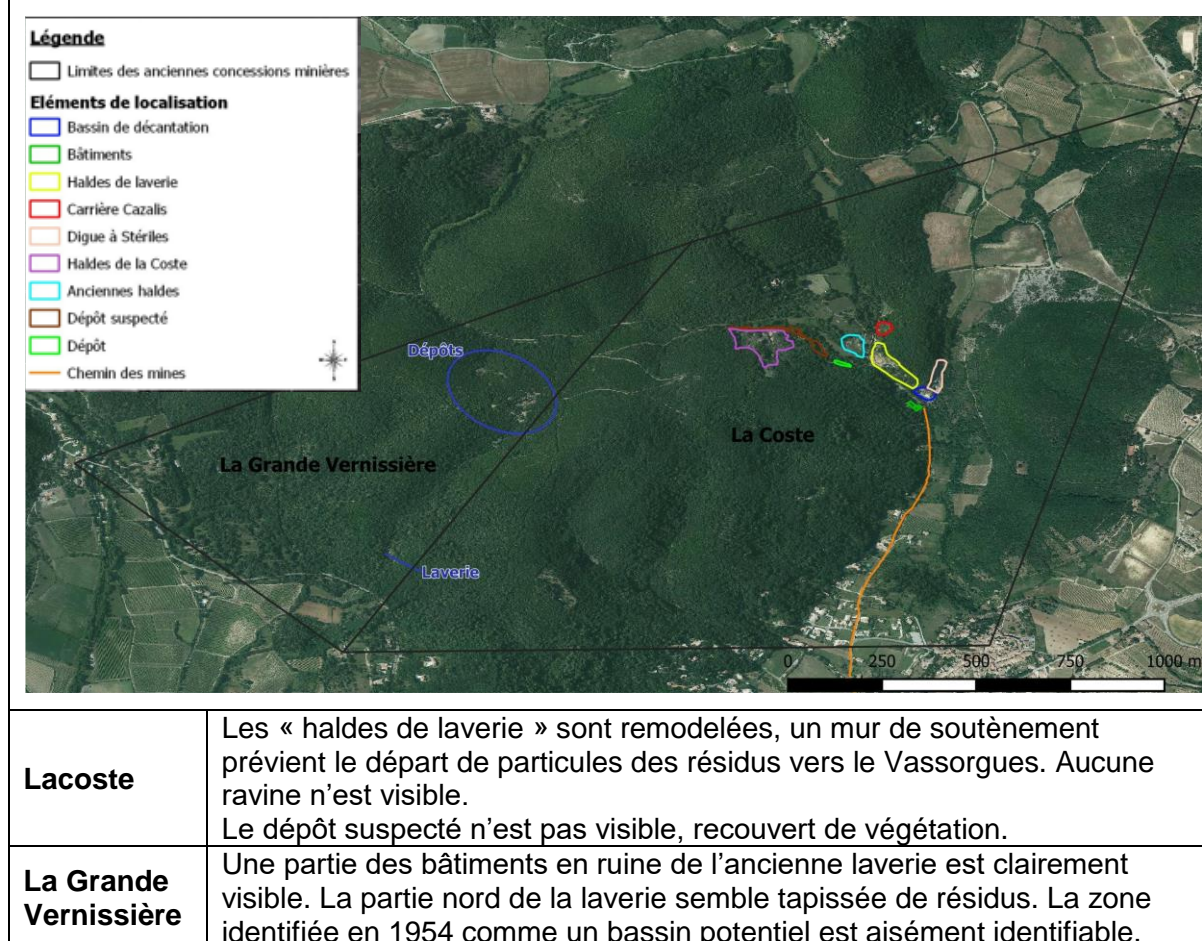 Légende
Limites des anciennes concessions minières
Eléments de localisation
Bassin de décantation
Bâtiments
Haldes de laverie
Carrière Cazalis
Digue à Stériles
Haldes de la Coste
Anciennes haldes
Dépôt suspecté
Dépôt
Chemin des mines
Dépôts
La Coste
La Grande Vernissière
Laverie
0 250 500 750 1000 m
Lacoste
Les « haldes de laverie » sont remodelées, un mur de soutènement
prévient le départ de particules des résidus vers le Vassorgues. Aucune
ravine n’est visible.
Le dépôt suspecté n’est pas visible, recouvert de végétation.
La Grande
Vernissière
Une partie des bâtiments en ruine de l’ancienne laverie est clairement
visible. La partie nord de la laverie semble tapissée de résidus. La zone
identifiée en 1954 comme un bassin potentiel est aisément identifiable.